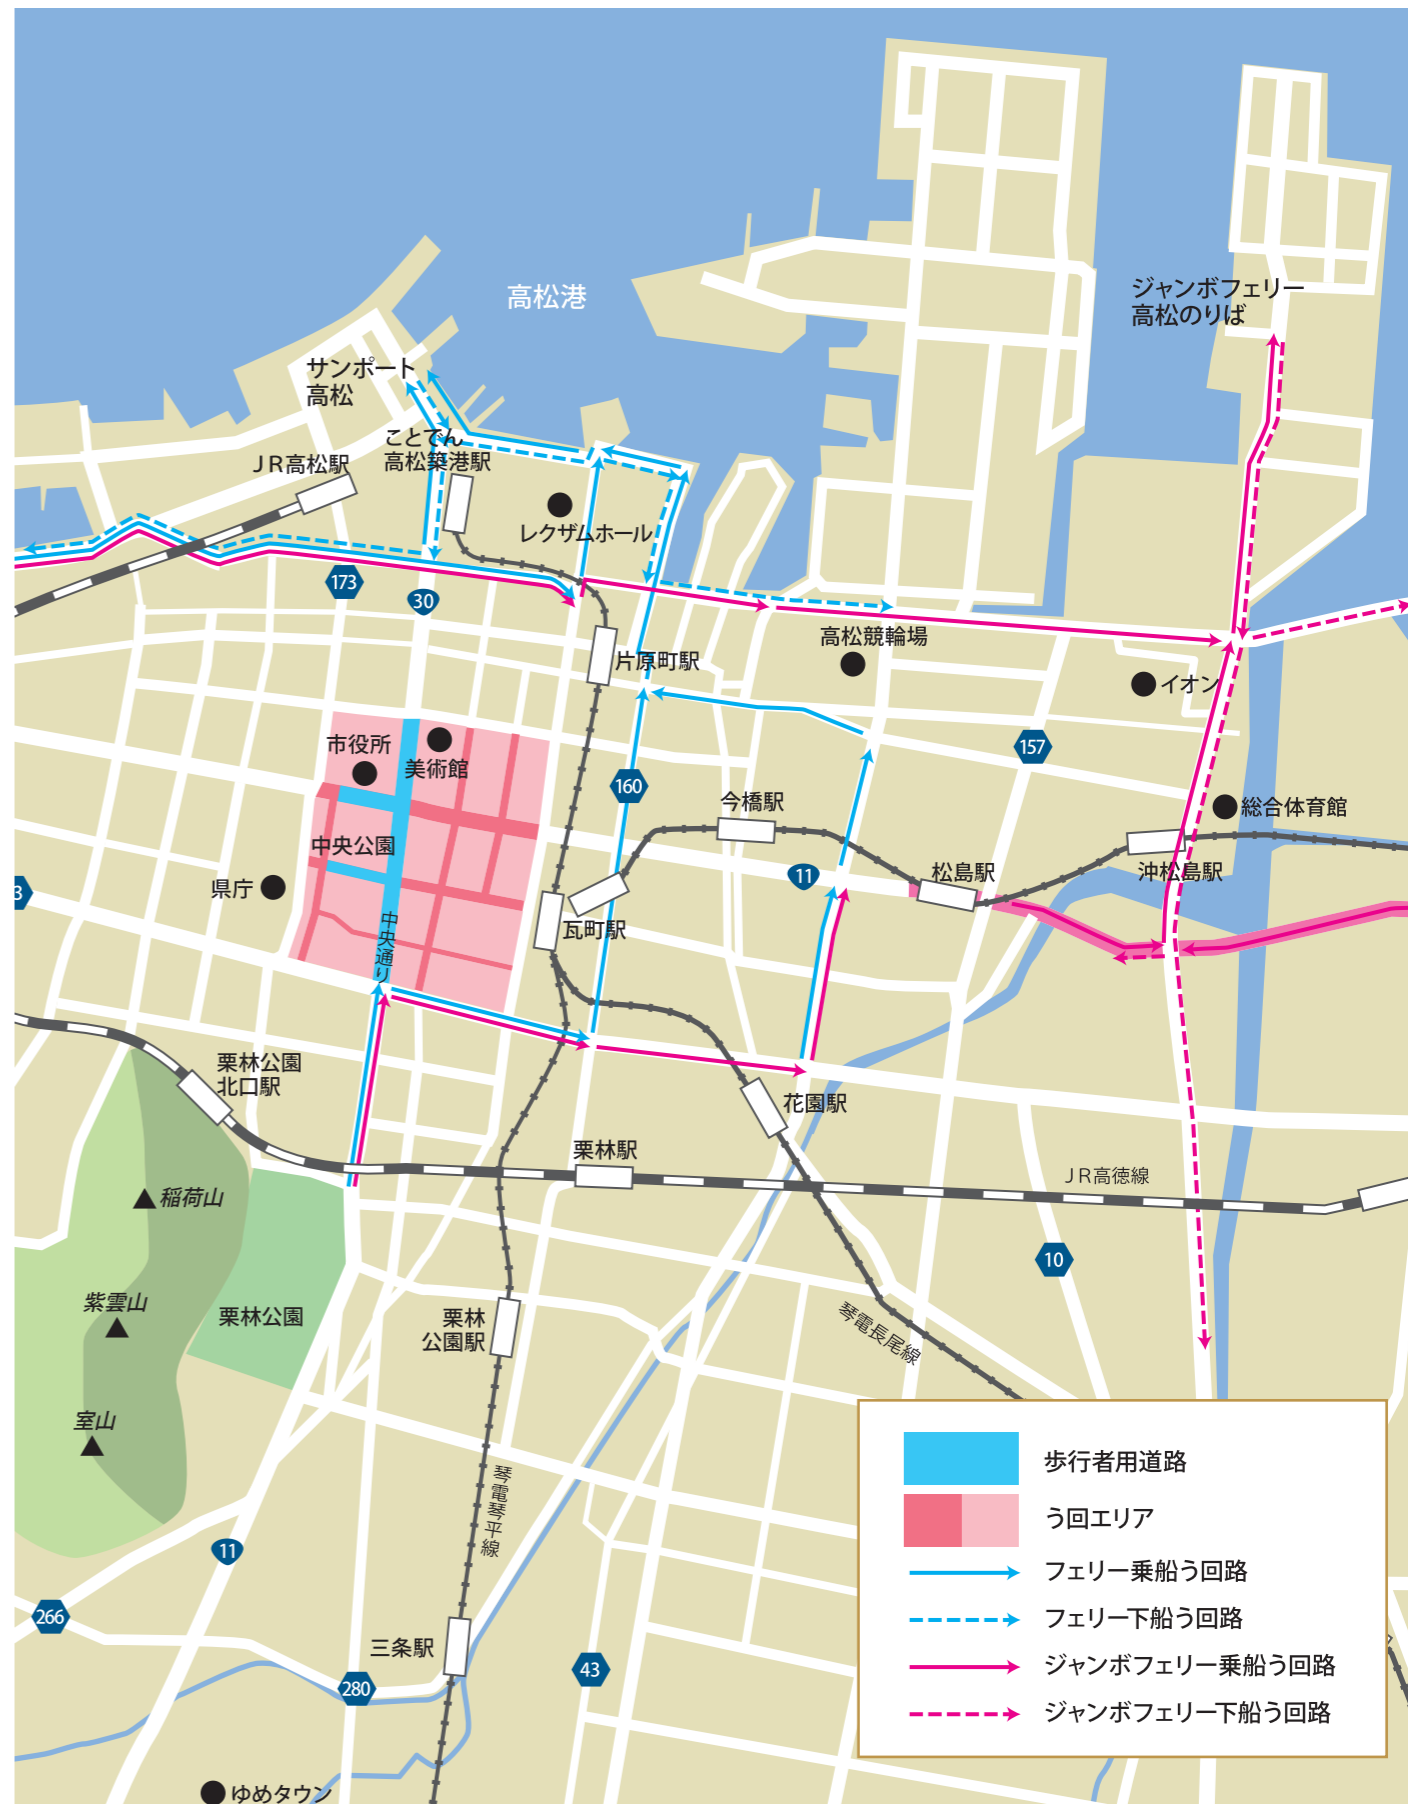 高松港
ジャンボフェリー
高松のりば
サンポート
高松
ことでん
高松築港駅
ＪＲ高松駅
レクザムホール
173
30
片原町駅
高松競輪場
イオン
市役所
美術館
157
160
今橋駅
総合体育館
中央公園
11
松島駅
沖松島駅
県庁
3
中央通り
瓦町駅
栗林公園
北口駅
花園駅
栗林駅
ＪＲ高徳線
稲荷山
10
紫雲山
栗林公園
栗林
公園駅
琴電長尾線
室山
琴電琴平線
11
266
三条駅
43
280
ゆめタウン
歩行者用道路
う回エリア
フェリー乗船う回路
フェリー下船う回路
ジャンボフェリー乗船う回路
ジャンボフェリー下船う回路